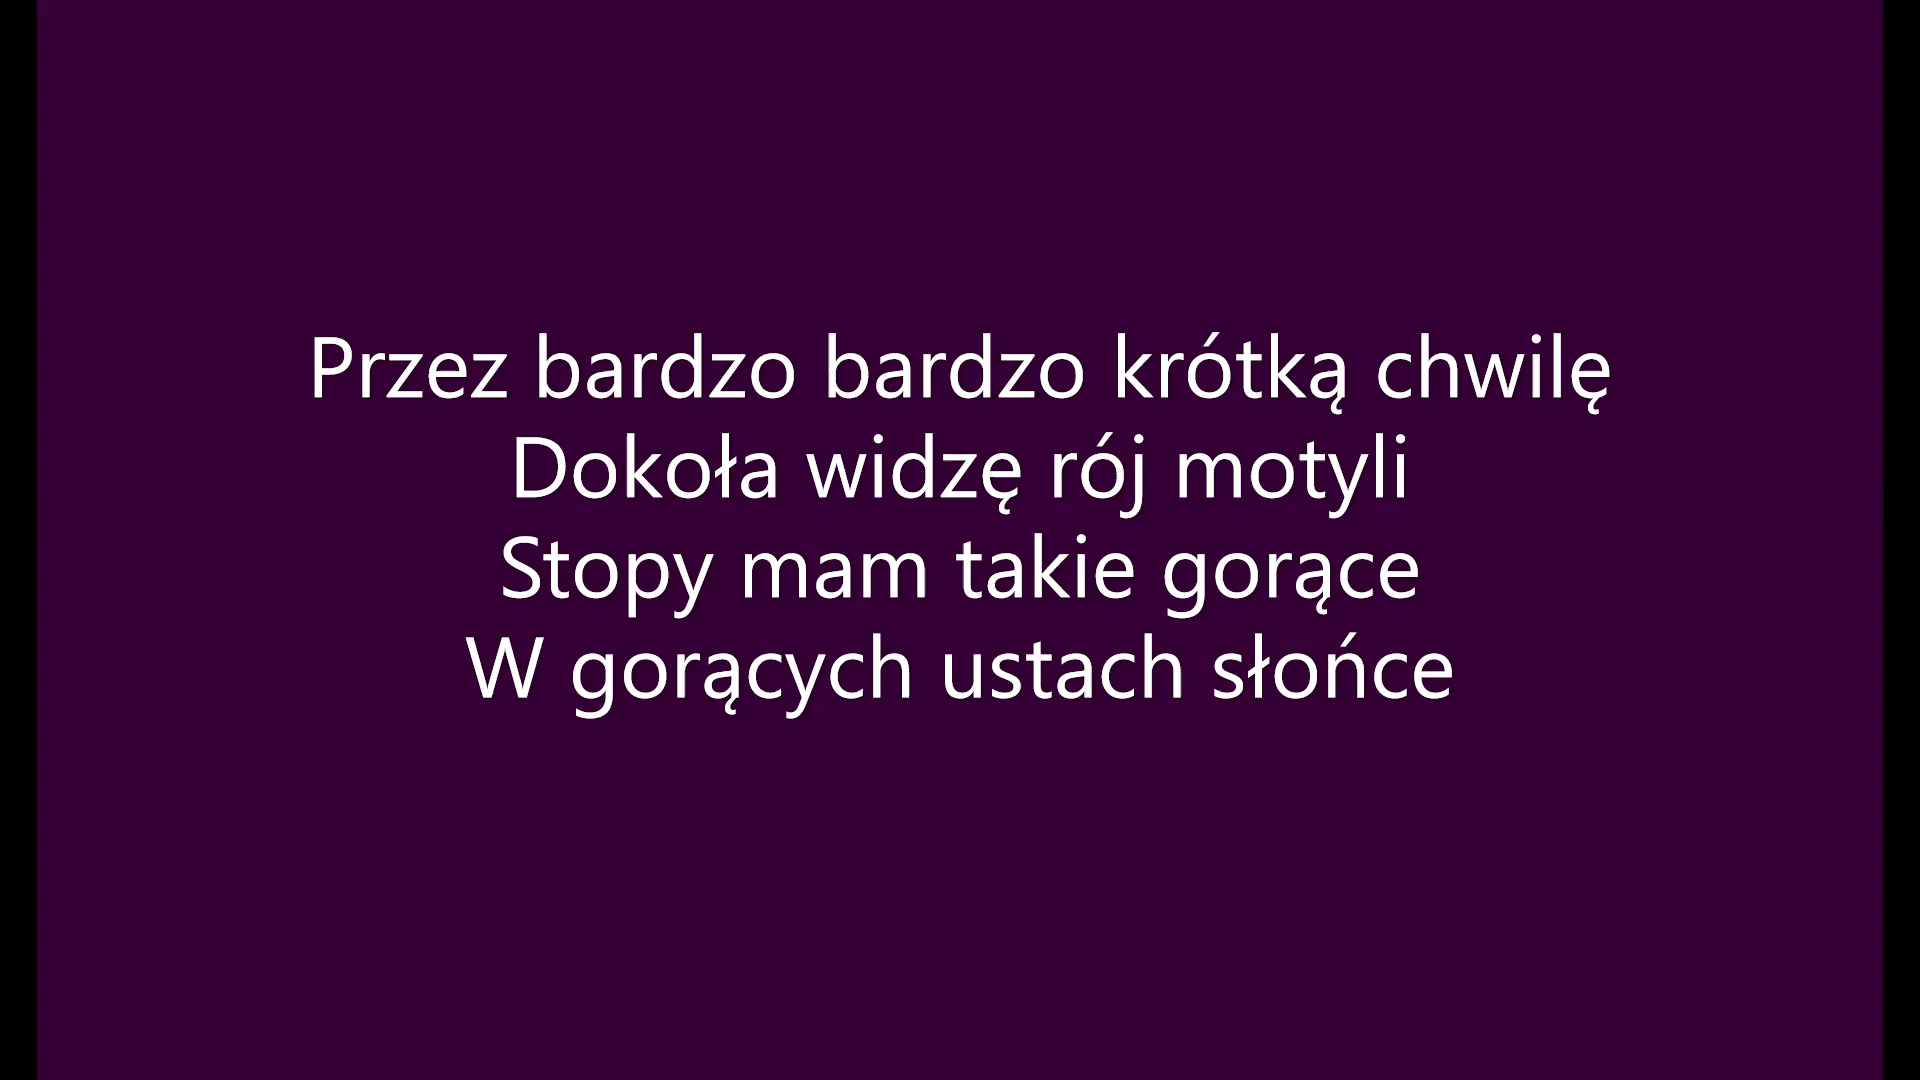 Przez bardzo bardzo krótką chwilę
Dokoła widzę rój motyli
Stopy mam takie gorące
W gorących ustach słońce